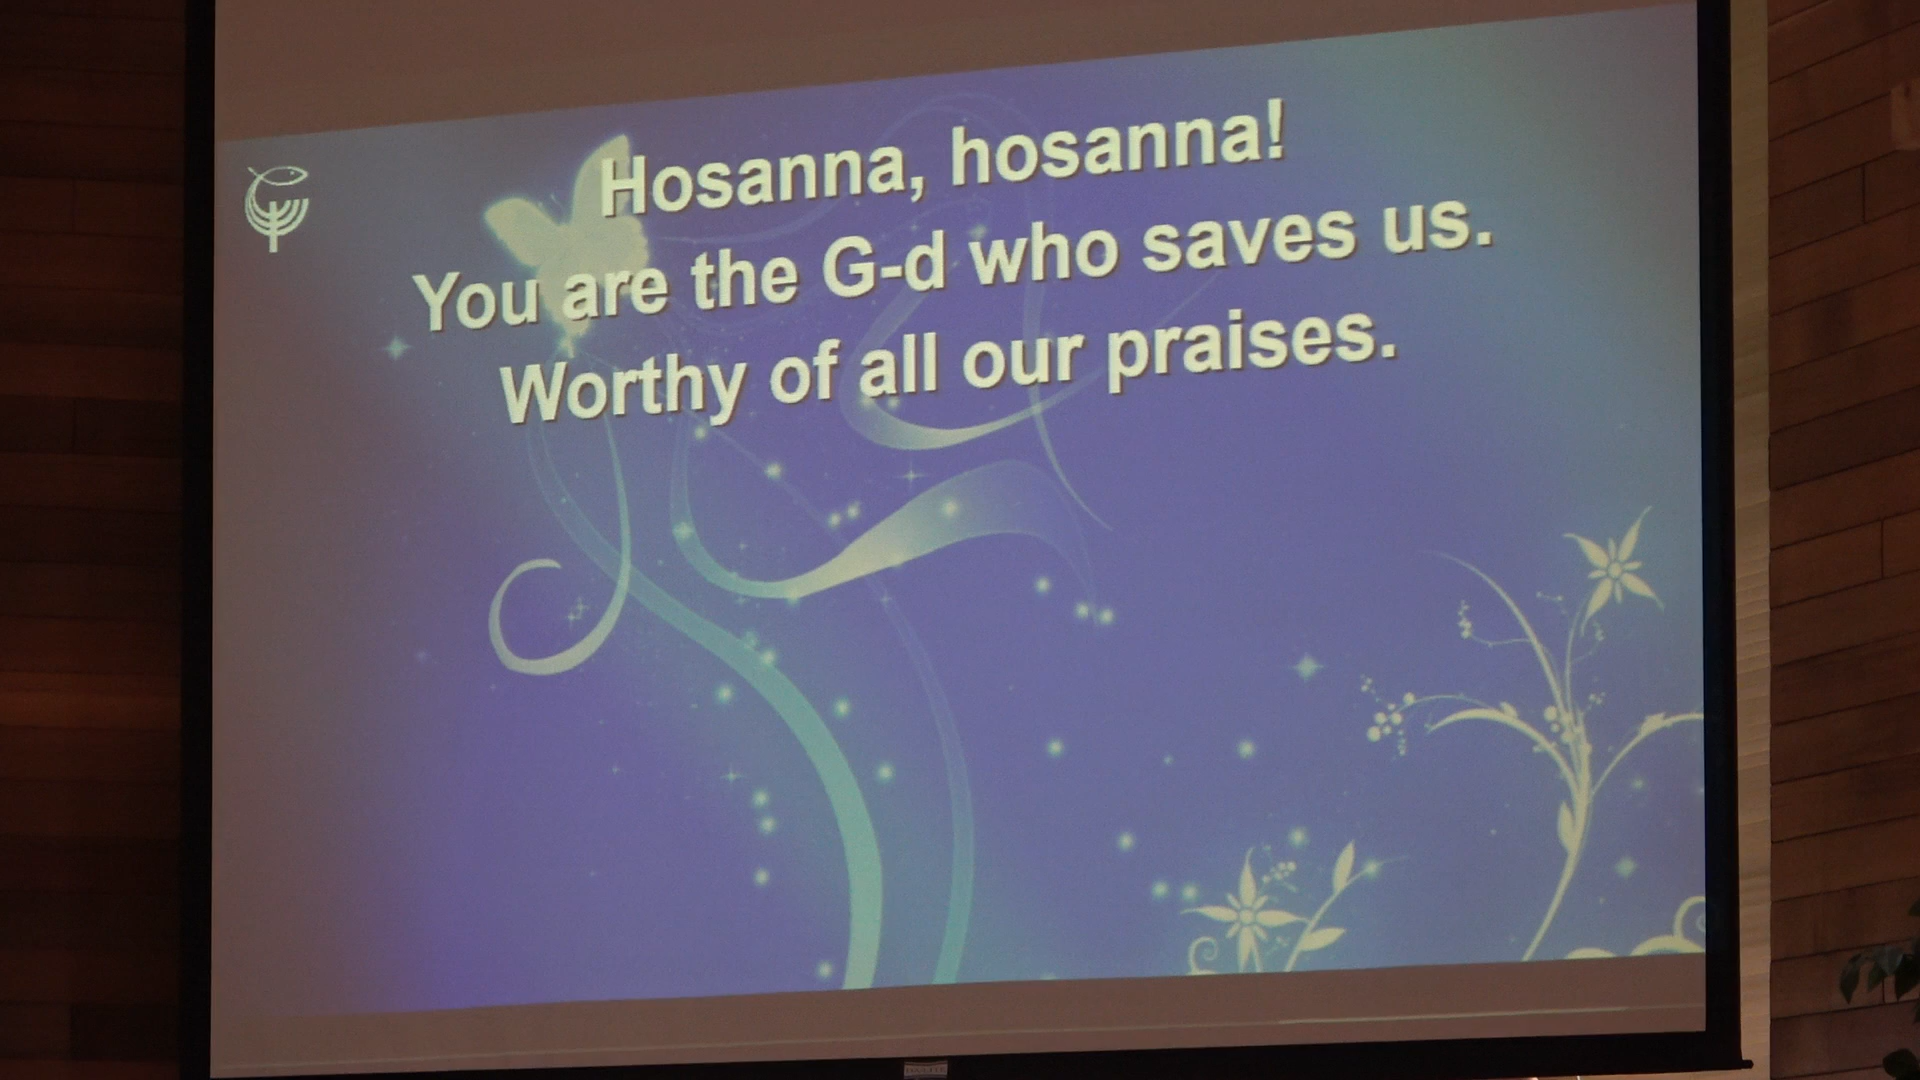 Hosanna, hosanna!
You are the G-d who saves us.
Worthy of all our praises.